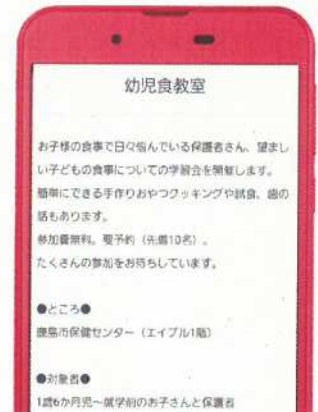 幼児食教室
お子様の食事で日々悩んでいる保護者さん、望まし
い子どもの食事についての学習会を開催します。
簡単にできる手作りおやつクッキングや試食、歯の
話もあります。
参加費無料。要予約（先着10名）。
たくさんの参加をお待ちしています。
●ところ●
鹿島市保健センター（エイブル1階）
●対象者●
1歳6か月児～就学前のお子さんと保護者